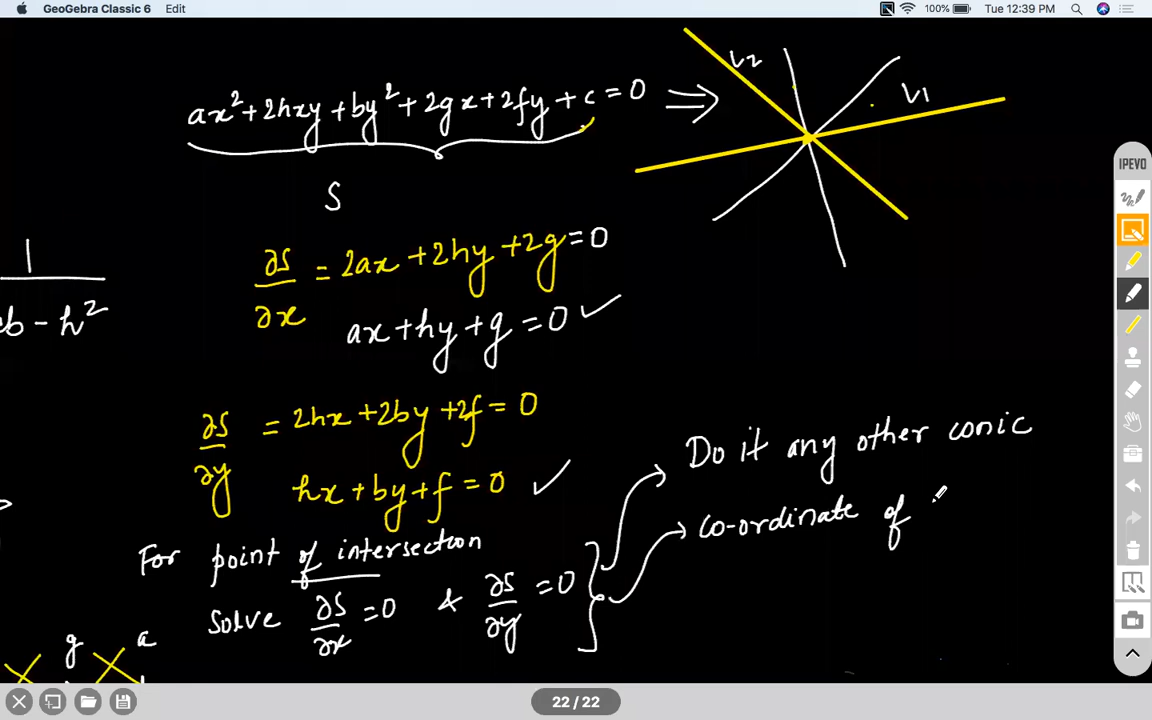 GeoGebra Classic 6 Edit 100% Tue 12:39 PM
ax² + 2hxy + by² + 2gx + 2fy + c = 0 ⇒
L2
L1
IPEVO
S
1
∂S/∂x = 2ax + 2hy + 2g = 0
b - h²
ax + hy + g = 0 ✓
∂S/∂y = 2hx + 2by + 2f = 0
Do it any other conic
hx + by + f = 0 ✓
co-ordinate of
For point of intersection
Solve ∂S/∂x = 0 & ∂S/∂y = 0
g a
22 / 22